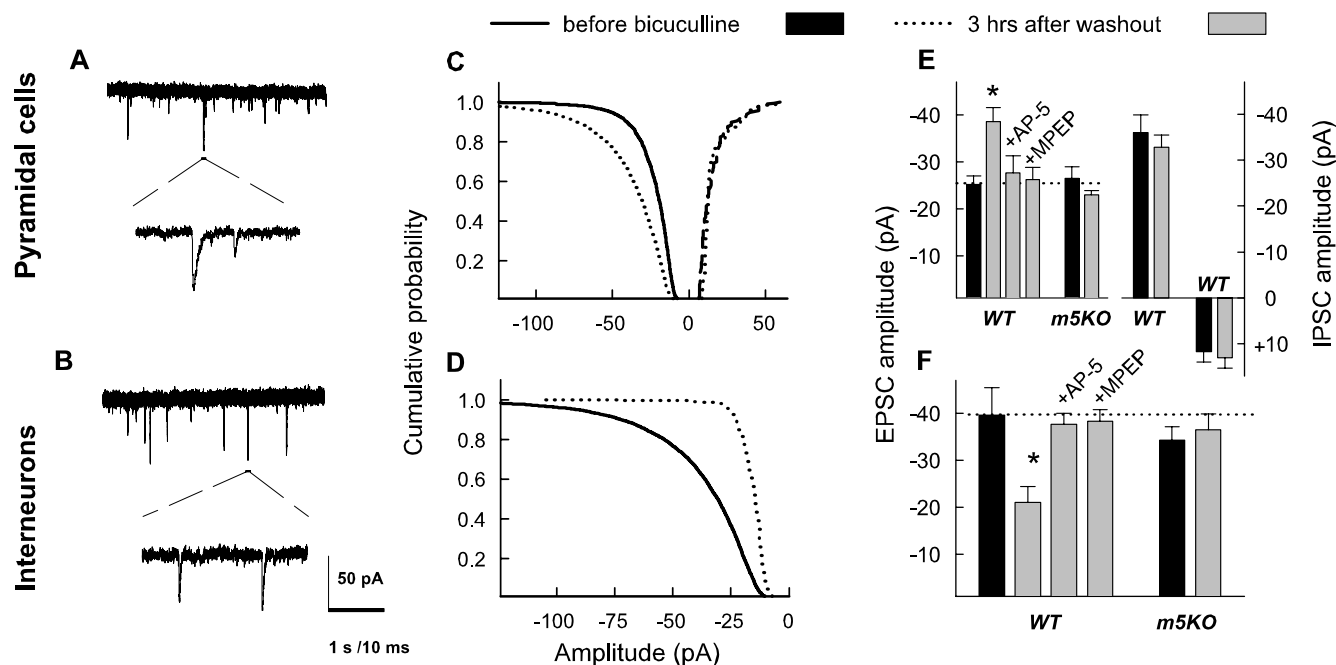 before bicuculline
3 hrs after washout
Pyramidal cells
Interneurons
A
B
50 pA
1 s /10 ms
Cumulative probability
C
1.0
0.8
0.6
0.4
0.2
-100
-50
0
50
D
1.0
0.8
0.6
0.4
0.2
-100
-75
-50
-25
0
Amplitude (pA)
EPSC amplitude (pA)
E
-40
-30
-20
-10
*
+AP-5
+MPEP
WT
m5KO
WT
WT
-40
-30
-20
-10
0
+10
IPSC amplitude (pA)
F
-40
-30
-20
-10
*
+AP-5
+MPEP
WT
m5KO